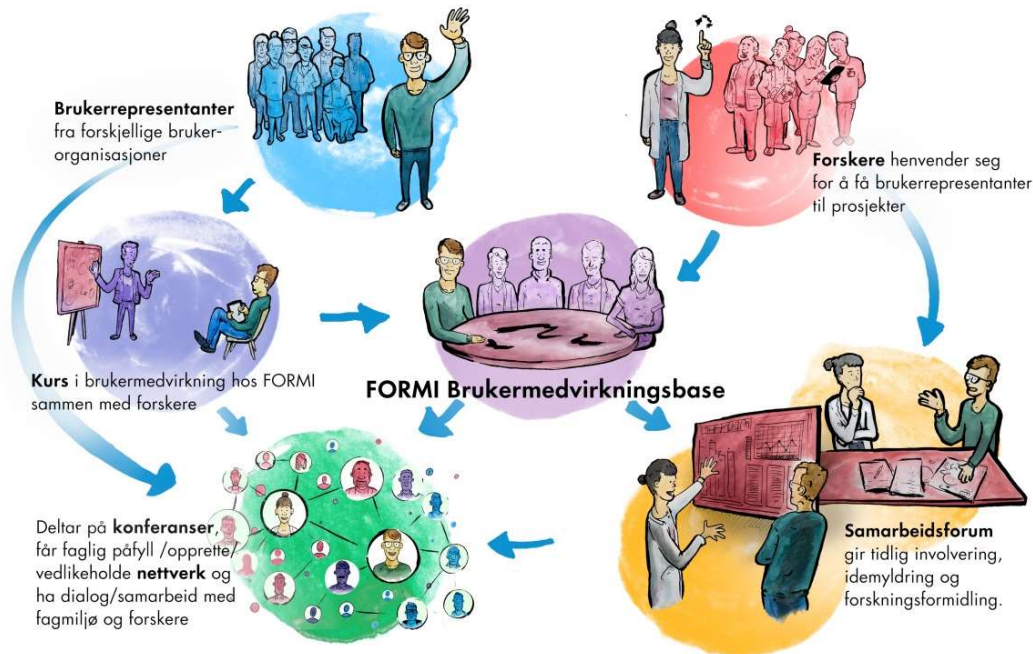 Brukerrepresentanter
fra forskjellige bruker-
organisasjoner
Forskere henvender seg
for å få brukerrepresentanter
til prosjekter
Kurs i brukermedvirkning hos FORMI
sammen med forskere
FORMI Brukermedvirkningsbase
Deltar på konferanser,
får faglig påfyll /opprette/
vedlikeholde nettverk og
ha dialog/samarbeid med
fagmiljø og forskere
Samarbeidsforum
gir tidlig involvering,
idemyldring og
forskningsformidling.